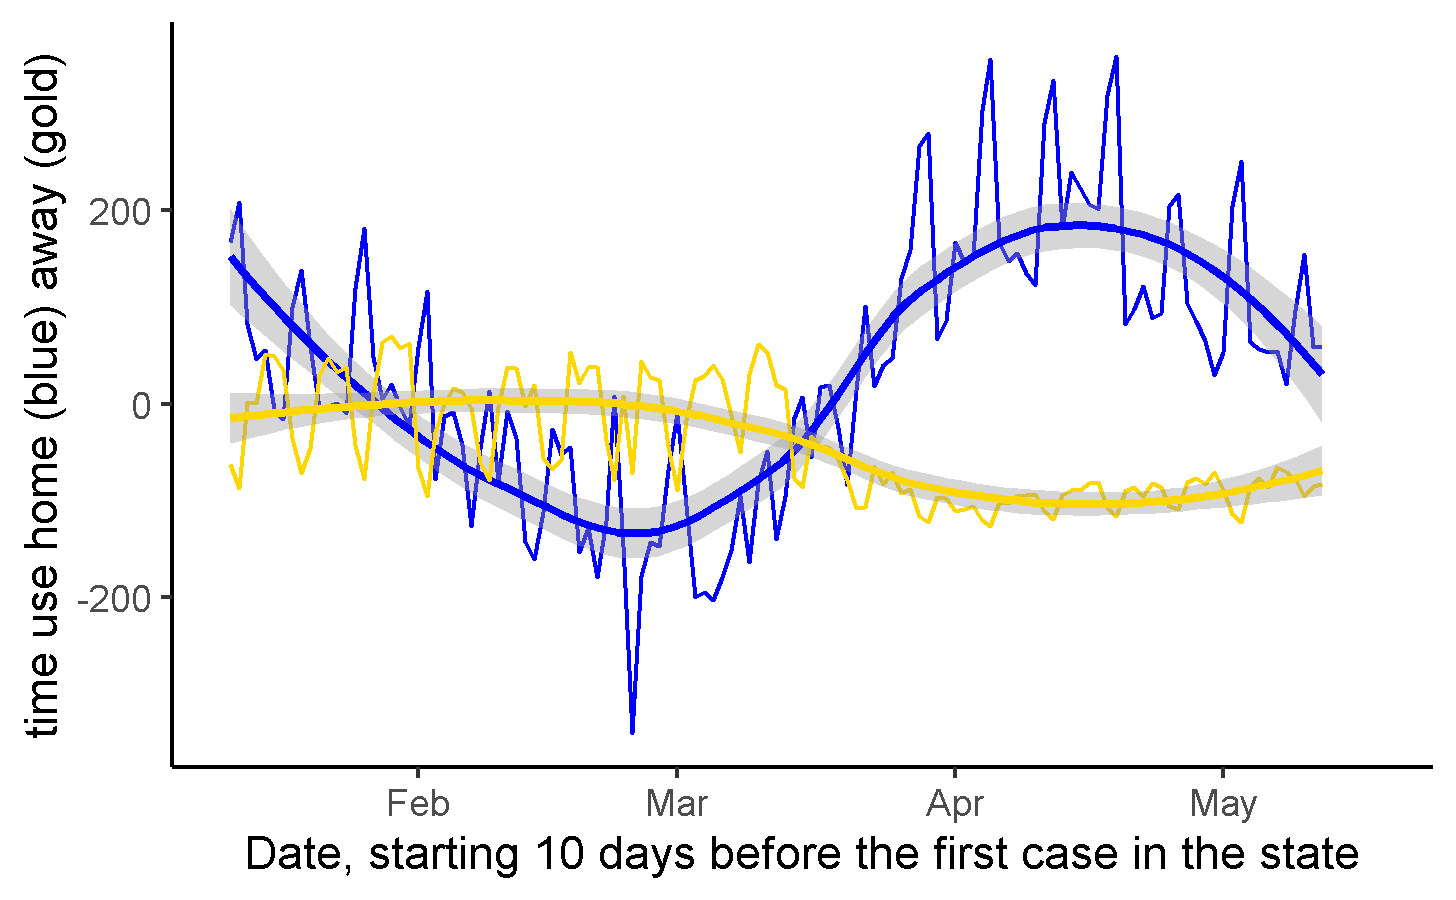 time use home (blue) away (gold)
200
0
-200
Feb
Mar
Apr
May
Date, starting 10 days before the first case in the state